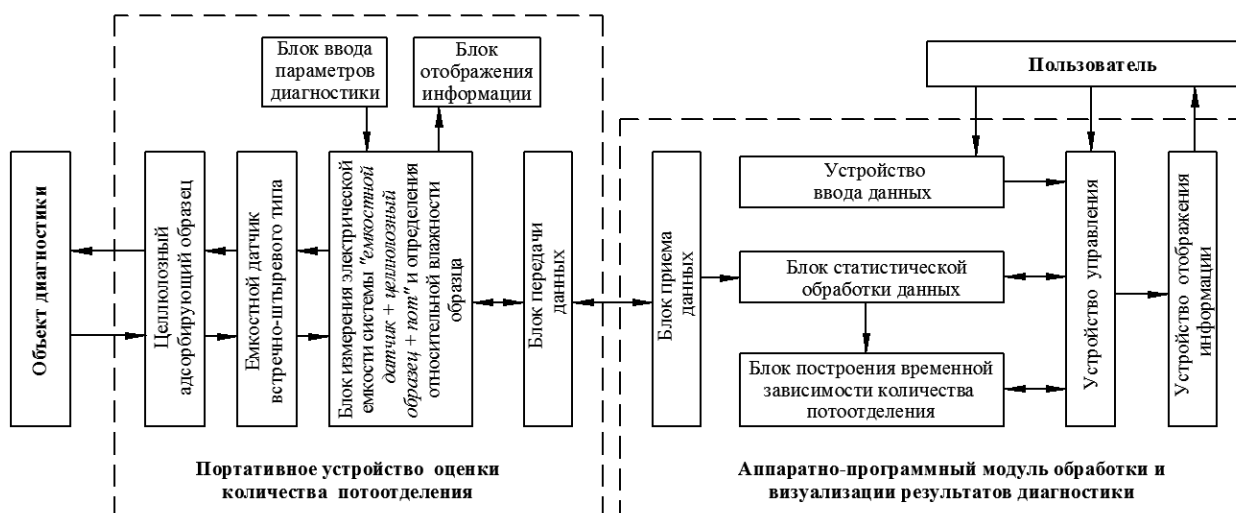 Блок ввода
параметров
диагностики
Блок
отображения
информации
Пользователь
Объект диагностики
Целлюлозный
адсорбирующий образец
Емкостной датчик
встречно-штыревого типа
Блок измерения электрической
емкости системы "емкостной
датчик + целлюлозный
образец + пот" и определения
относительной влажности
образца
Блок передачи
данных
Блок приема
данных
Устройство
ввода данных
Блок статистической
обработки данных
Блок построения временной
зависимости количества
потоотделения
Устройство управления
Устройство отображения
информации
Портативное устройство оценки
количества потоотделения
Аппаратно-программный модуль обработки и
визуализации результатов диагностики